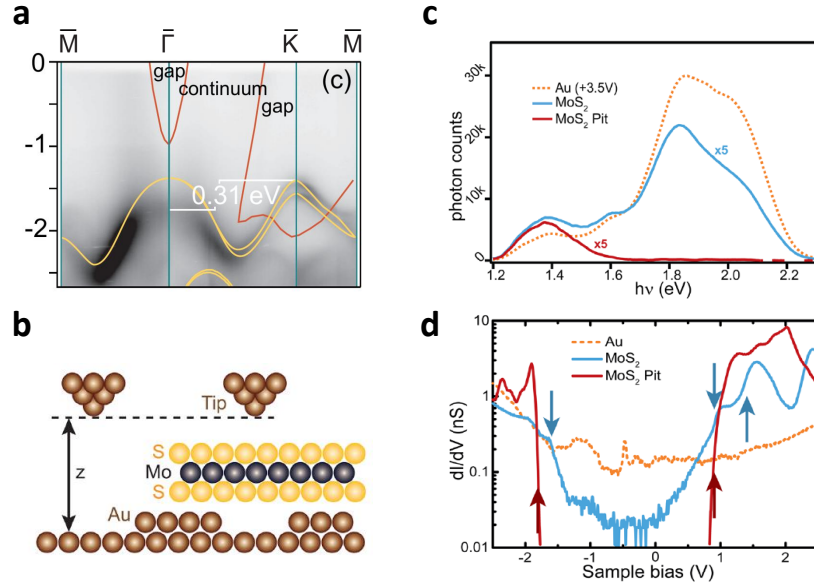 a
M̅ Γ̅ K̅ M̅
0
-1
-2
gap
continuum
gap
(c)
0.31 eV
b
Tip
z
S
Mo
S
Au
c
photon counts
30k
20k
10k
0
Au (+3.5V)
MoS₂
MoS₂ Pit
x5
x5
1.2 1.4 1.6 1.8 2.0 2.2
hν (eV)
d
dI/dV (nS)
10
1
0.1
0.01
Au
MoS₂
MoS₂ Pit
-2 -1 0 1 2
Sample bias (V)